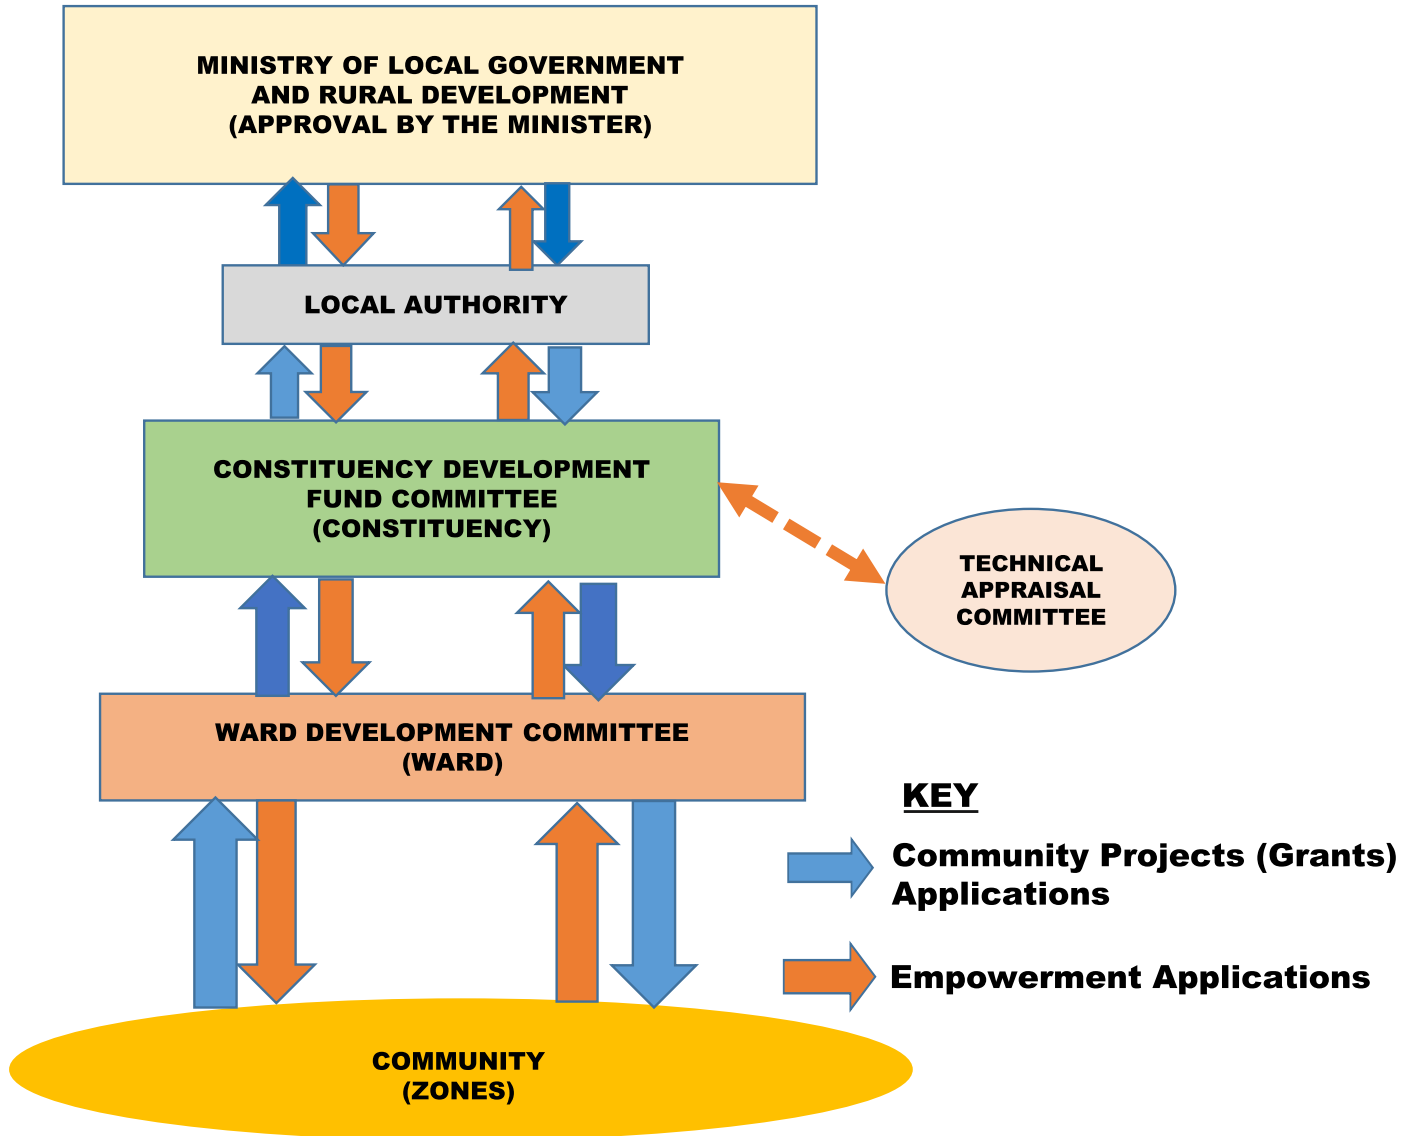 MINISTRY OF LOCAL GOVERNMENT
AND RURAL DEVELOPMENT
(APPROVAL BY THE MINISTER)
LOCAL AUTHORITY
CONSTITUENCY DEVELOPMENT
FUND COMMITTEE
(CONSTITUENCY)
TECHNICAL
APPRAISAL
COMMITTEE
WARD DEVELOPMENT COMMITTEE
(WARD)
KEY
Community Projects (Grants)
Applications
Empowerment Applications
COMMUNITY
(ZONES)